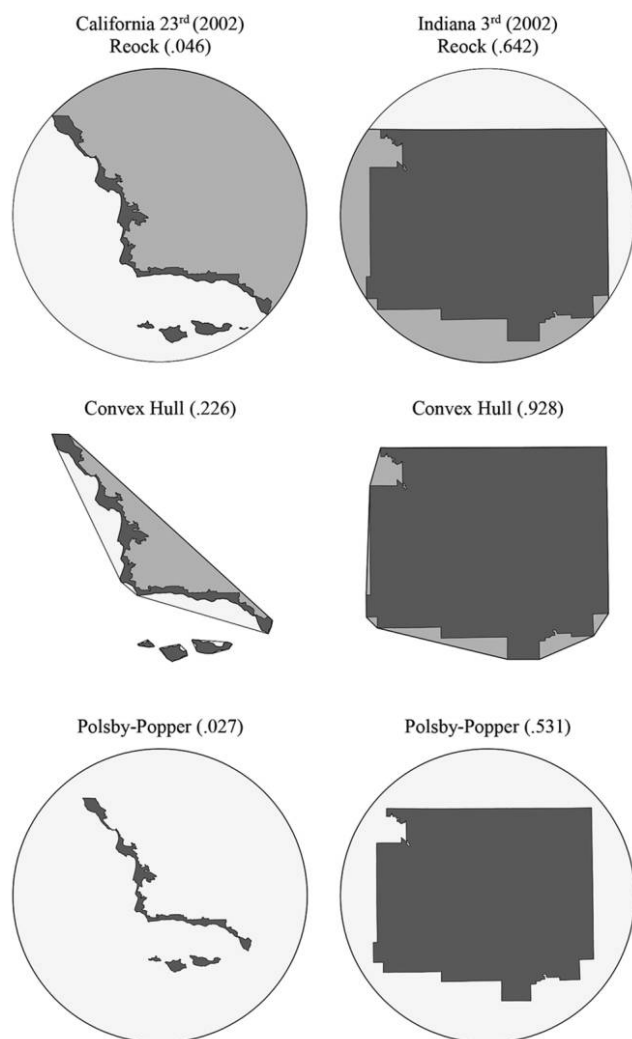 California 23rd (2002)
Reock (.046)
Indiana 3rd (2002)
Reock (.642)
Convex Hull (.226)
Convex Hull (.928)
Polsby-Popper (.027)
Polsby-Popper (.531)